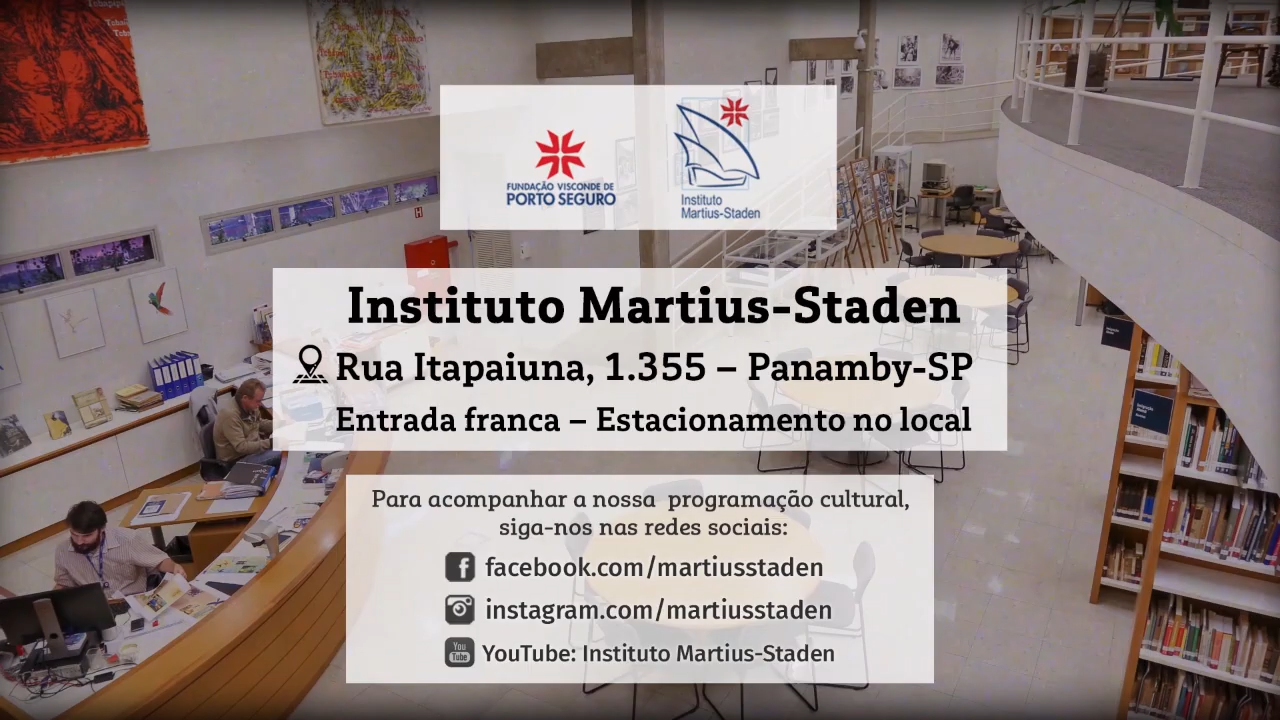 FUNDAÇÃO VISCONDE DE
PORTO SEGURO
Instituto
Martius-Staden
Instituto Martius-Staden
Rua Itapaiuna, 1.355 – Panamby-SP
Entrada franca – Estacionamento no local
Para acompanhar a nossa programação cultural,
siga-nos nas redes sociais:
facebook.com/martiusstaden
instagram.com/martiusstaden
You
Tube
YouTube: Instituto Martius-Staden